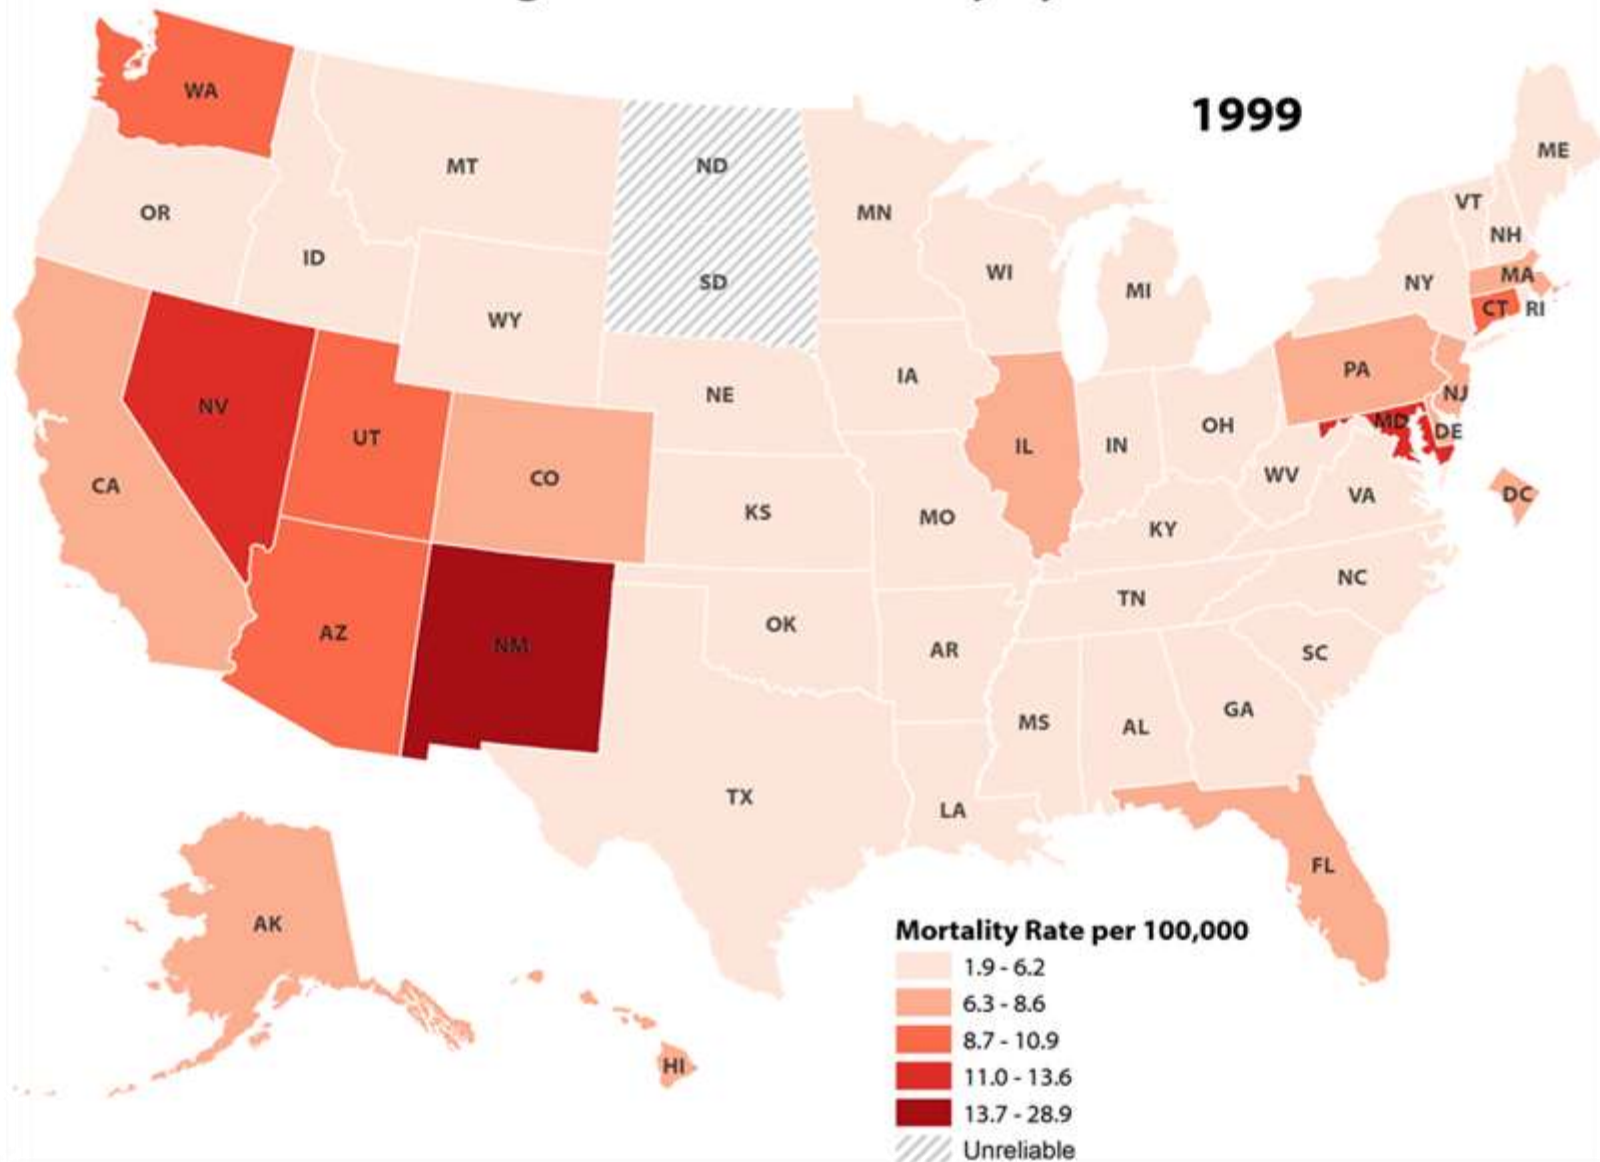 1999
WA
MT
ND
ME
OR
ID
MN
VT
NH
SD
WI
MI
NY
MA
WY
CT
RI
NV
UT
NE
IA
PA
NJ
CA
CO
IL
IN
OH
MD
DE
WV
VA
DC
KS
MO
KY
AZ
NM
OK
TN
NC
AR
SC
MS
AL
GA
TX
LA
FL
AK
HI
Mortality Rate per 100,000
1.9 - 6.2
6.3 - 8.6
8.7 - 10.9
11.0 - 13.6
13.7 - 28.9
Unreliable